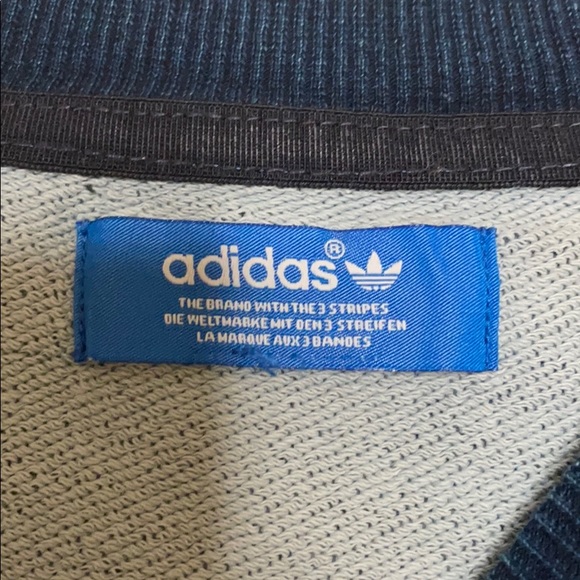 adidas®
THE BRAND WITH THE 3 STRIPES
DIE WELTMARKE MIT DEN 3 STREIFEN
LA MARQUE AUX 3 BANDES